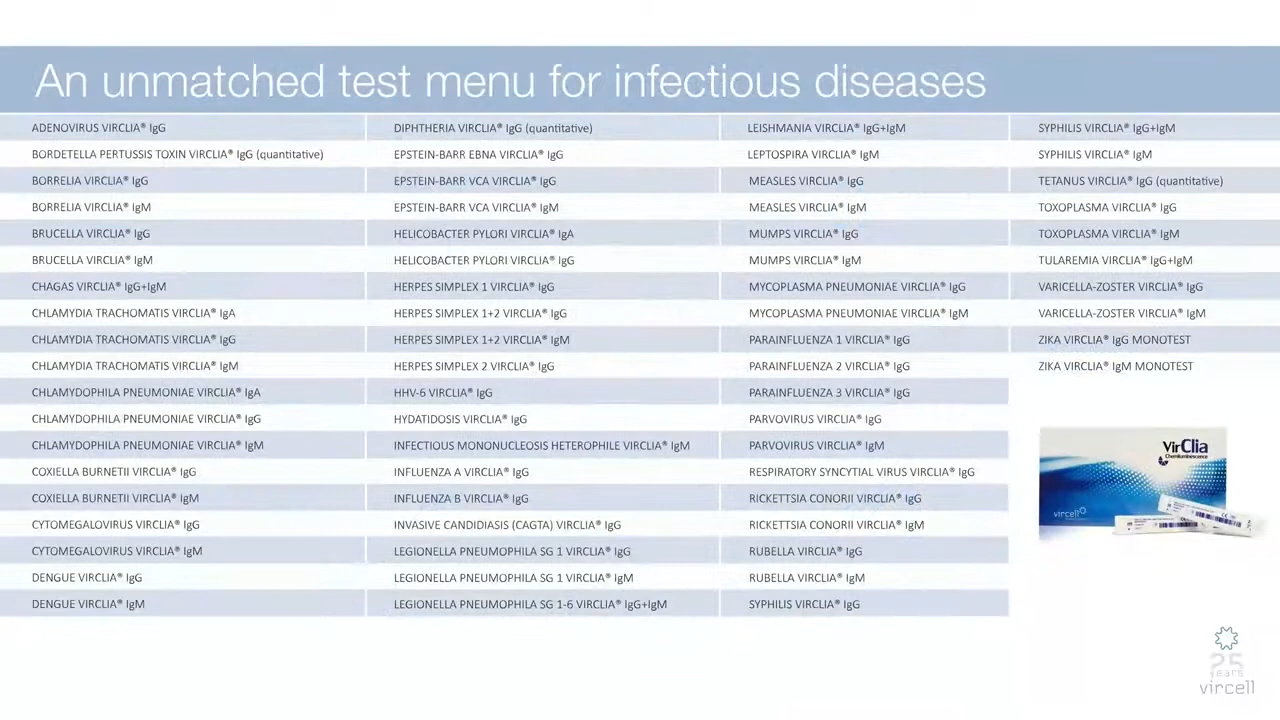 An unmatched test menu for infectious diseases
ADENOVIRUS VIRCLIA® IgG
BORDETELLA PERTUSSIS TOXIN VIRCLIA® IgG (quantitative)
BORRELIA VIRCLIA® IgG
BORRELIA VIRCLIA® IgM
BRUCELLA VIRCLIA® IgG
BRUCELLA VIRCLIA® IgM
CHAGAS VIRCLIA® IgG+IgM
CHLAMYDIA TRACHOMATIS VIRCLIA® IgA
CHLAMYDIA TRACHOMATIS VIRCLIA® IgG
CHLAMYDIA TRACHOMATIS VIRCLIA® IgM
CHLAMYDOPHILA PNEUMONIAE VIRCLIA® IgA
CHLAMYDOPHILA PNEUMONIAE VIRCLIA® IgG
CHLAMYDOPHILA PNEUMONIAE VIRCLIA® IgM
COXIELLA BURNETII VIRCLIA® IgG
COXIELLA BURNETII VIRCLIA® IgM
CYTOMEGALOVIRUS VIRCLIA® IgG
CYTOMEGALOVIRUS VIRCLIA® IgM
DENGUE VIRCLIA® IgG
DENGUE VIRCLIA® IgM
DIPHTHERIA VIRCLIA® IgG (quantitative)
EPSTEIN-BARR EBNA VIRCLIA® IgG
EPSTEIN-BARR VCA VIRCLIA® IgG
EPSTEIN-BARR VCA VIRCLIA® IgM
HELICOBACTER PYLORI VIRCLIA® IgA
HELICOBACTER PYLORI VIRCLIA® IgG
HERPES SIMPLEX 1 VIRCLIA® IgG
HERPES SIMPLEX 1+2 VIRCLIA® IgG
HERPES SIMPLEX 1+2 VIRCLIA® IgM
HERPES SIMPLEX 2 VIRCLIA® IgG
HHV-6 VIRCLIA® IgG
HYDATIDOSIS VIRCLIA® IgG
INFECTIOUS MONONUCLEOSIS HETEROPHILE VIRCLIA® IgM
INFLUENZA A VIRCLIA® IgG
INFLUENZA B VIRCLIA® IgG
INVASIVE CANDIDIASIS (CAGTA) VIRCLIA® IgG
LEGIONELLA PNEUMOPHILA SG 1 VIRCLIA® IgG
LEGIONELLA PNEUMOPHILA SG 1 VIRCLIA® IgM
LEGIONELLA PNEUMOPHILA SG 1-6 VIRCLIA® IgG+IgM
LEISHMANIA VIRCLIA® IgG+IgM
LEPTOSPIRA VIRCLIA® IgM
MEASLES VIRCLIA® IgG
MEASLES VIRCLIA® IgM
MUMPS VIRCLIA® IgG
MUMPS VIRCLIA® IgM
MYCOPLASMA PNEUMONIAE VIRCLIA® IgG
MYCOPLASMA PNEUMONIAE VIRCLIA® IgM
PARAINFLUENZA 1 VIRCLIA® IgG
PARAINFLUENZA 2 VIRCLIA® IgG
PARAINFLUENZA 3 VIRCLIA® IgG
PARVOVIRUS VIRCLIA® IgG
PARVOVIRUS VIRCLIA® IgM
RESPIRATORY SYNCYTIAL VIRUS VIRCLIA® IgG
RICKETTSIA CONORII VIRCLIA® IgG
RICKETTSIA CONORII VIRCLIA® IgM
RUBELLA VIRCLIA® IgG
RUBELLA VIRCLIA® IgM
SYPHILIS VIRCLIA® IgG
SYPHILIS VIRCLIA® IgG+IgM
SYPHILIS VIRCLIA® IgM
TETANUS VIRCLIA® IgG (quantitative)
TOXOPLASMA VIRCLIA® IgG
TOXOPLASMA VIRCLIA® IgM
TULAREMIA VIRCLIA® IgG+IgM
VARICELLA-ZOSTER VIRCLIA® IgG
VARICELLA-ZOSTER VIRCLIA® IgM
ZIKA VIRCLIA® IgG MONOTEST
ZIKA VIRCLIA® IgM MONOTEST
VirClia
Chemiluminescence
vircell
25
years
vircell